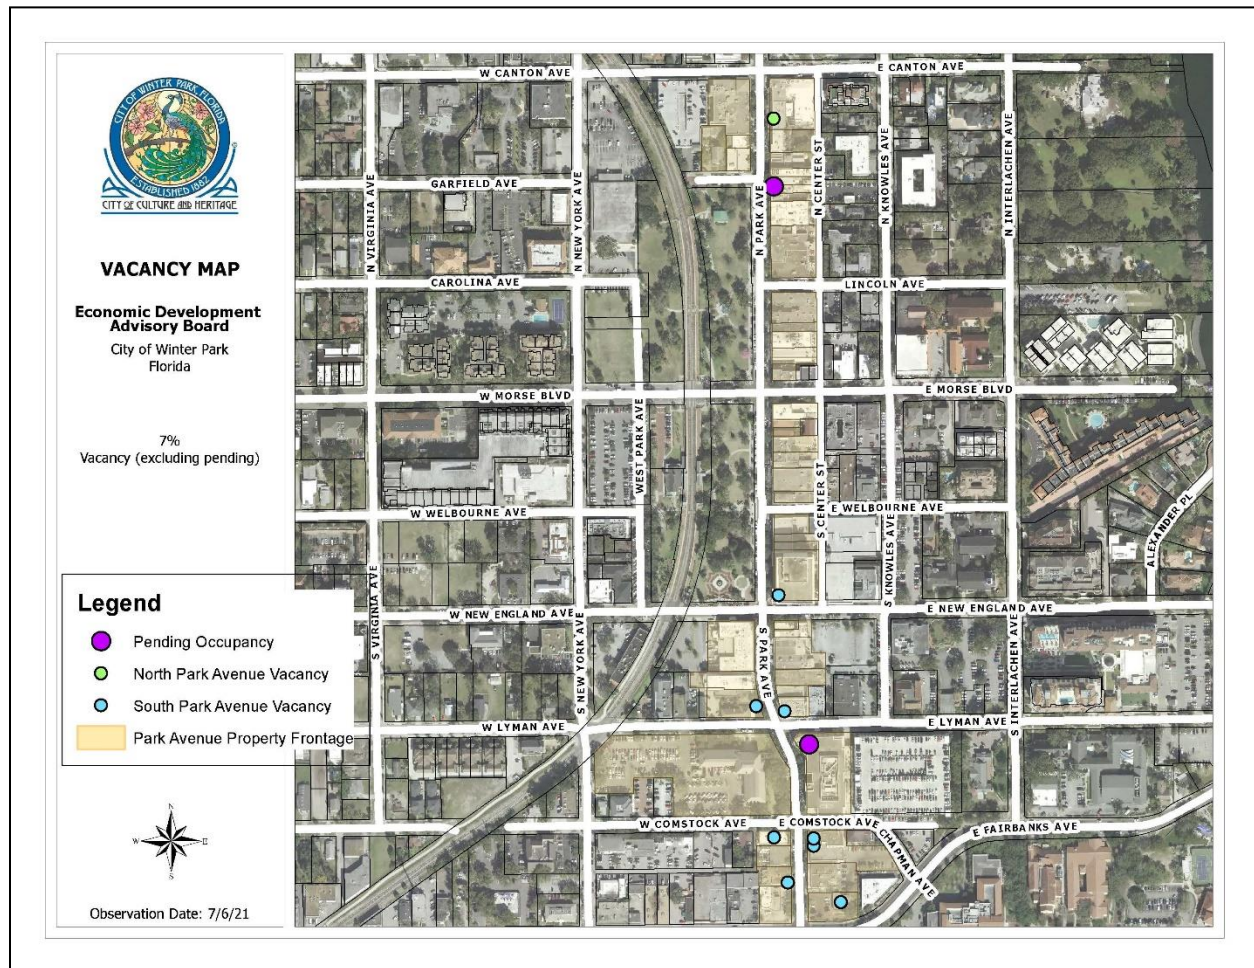 CITY OF WINTER PARK, FLORIDA
ESTABLISHED 1882
CITY OF CULTURE AND HERITAGE
VACANCY MAP
Economic Development
Advisory Board
City of Winter Park
Florida
7%
Vacancy (excluding pending)
Legend
Pending Occupancy
North Park Avenue Vacancy
South Park Avenue Vacancy
Park Avenue Property Frontage
N
W
E
S
Observation Date: 7/6/21
W CANTON AVE
E CANTON AVE
GARFIELD AVE
N VIRGINIA AVE
N NEW YORK AVE
N PARK AVE
N CENTER ST
N KNOWLES AVE
N INTERLACHEN AVE
CAROLINA AVE
LINCOLN AVE
W MORSE BLVD
E MORSE BLVD
WEST PARK AVE
S CENTER ST
W WELBOURNE AVE
E WELBOURNE AVE
ALEXANDER PL
S KNOWLES AVE
W NEW ENGLAND AVE
E NEW ENGLAND AVE
S VIRGINIA AVE
S NEW YORK AVE
S PARK AVE
S INTERLACHEN AVE
W LYMAN AVE
E LYMAN AVE
W COMSTOCK AVE
E COMSTOCK AVE
CHAPMAN AVE
E FAIRBANKS AVE